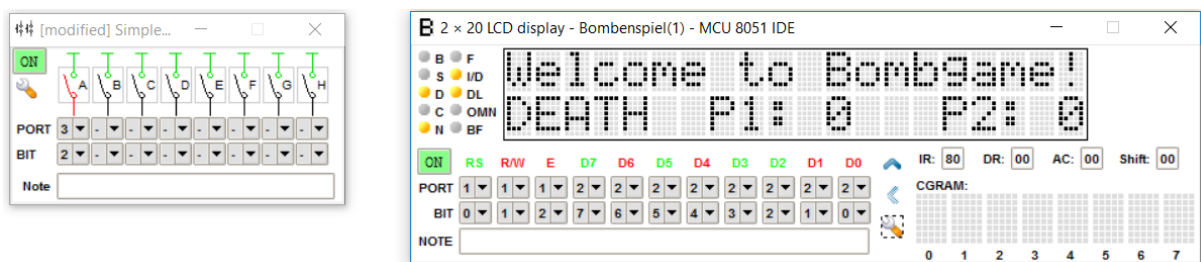 [modified] Simple...
ON
A B C D E F G H
PORT 3 - - - - - - -
BIT 2 - - - - - - -
Note
B 2 × 20 LCD display - Bombenspiel(1) - MCU 8051 IDE
B F
S I/D
D DL
C OMN
N BF
Welcome to Bombgame!
DEATH P1: 0 P2: 0
ON RS R/W E D7 D6 D5 D4 D3 D2 D1 D0
PORT 1 1 1 2 2 2 2 2 2 2 2
BIT 0 1 2 7 6 5 4 3 2 1 0
NOTE
IR: 80 DR: 00 AC: 00 Shift: 00
CGRAM:
0 1 2 3 4 5 6 7